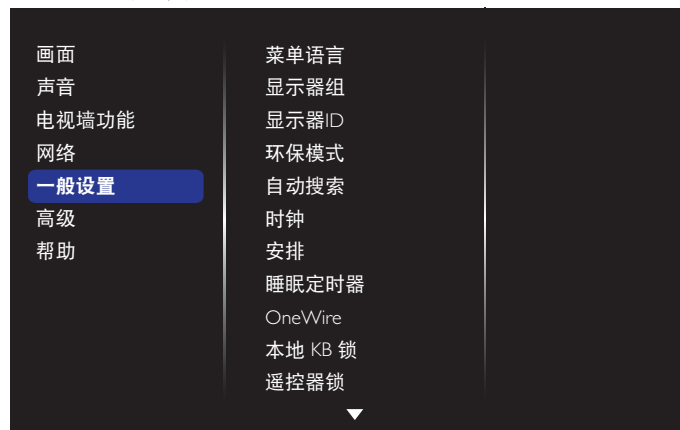 画面
声音
电视墙功能
网络
一般设置
高级
帮助
菜单语言
显示器组
显示器ID
环保模式
自动搜索
时钟
安排
睡眠定时器
OneWire
本地 KB 锁
遥控器锁